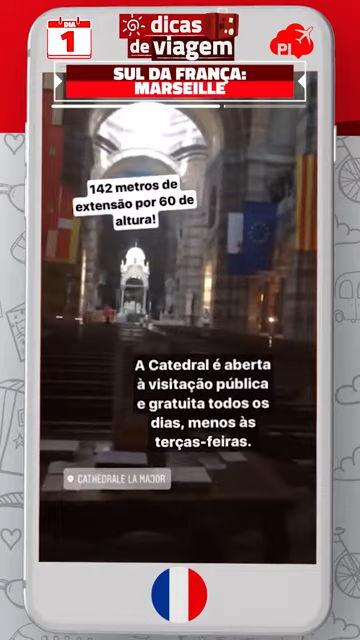 DIA
1
dicas
de viagem
PI
SUL DA FRANÇA:
MARSEILLE
142 metros de
extensão por 60 de
altura!
A Catedral é aberta
à visitação pública
e gratuita todos os
dias, menos às
terças-feiras.
CATHÉDRALE LA MAJOR